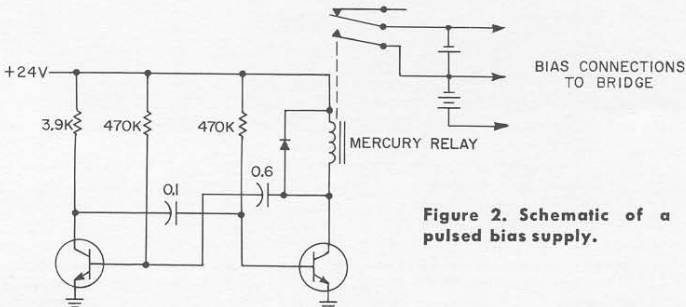 +24V
3.9K
470K
470K
0.1
0.6
MERCURY RELAY
BIAS CONNECTIONS
TO BRIDGE
Figure 2. Schematic of a
pulsed bias supply.